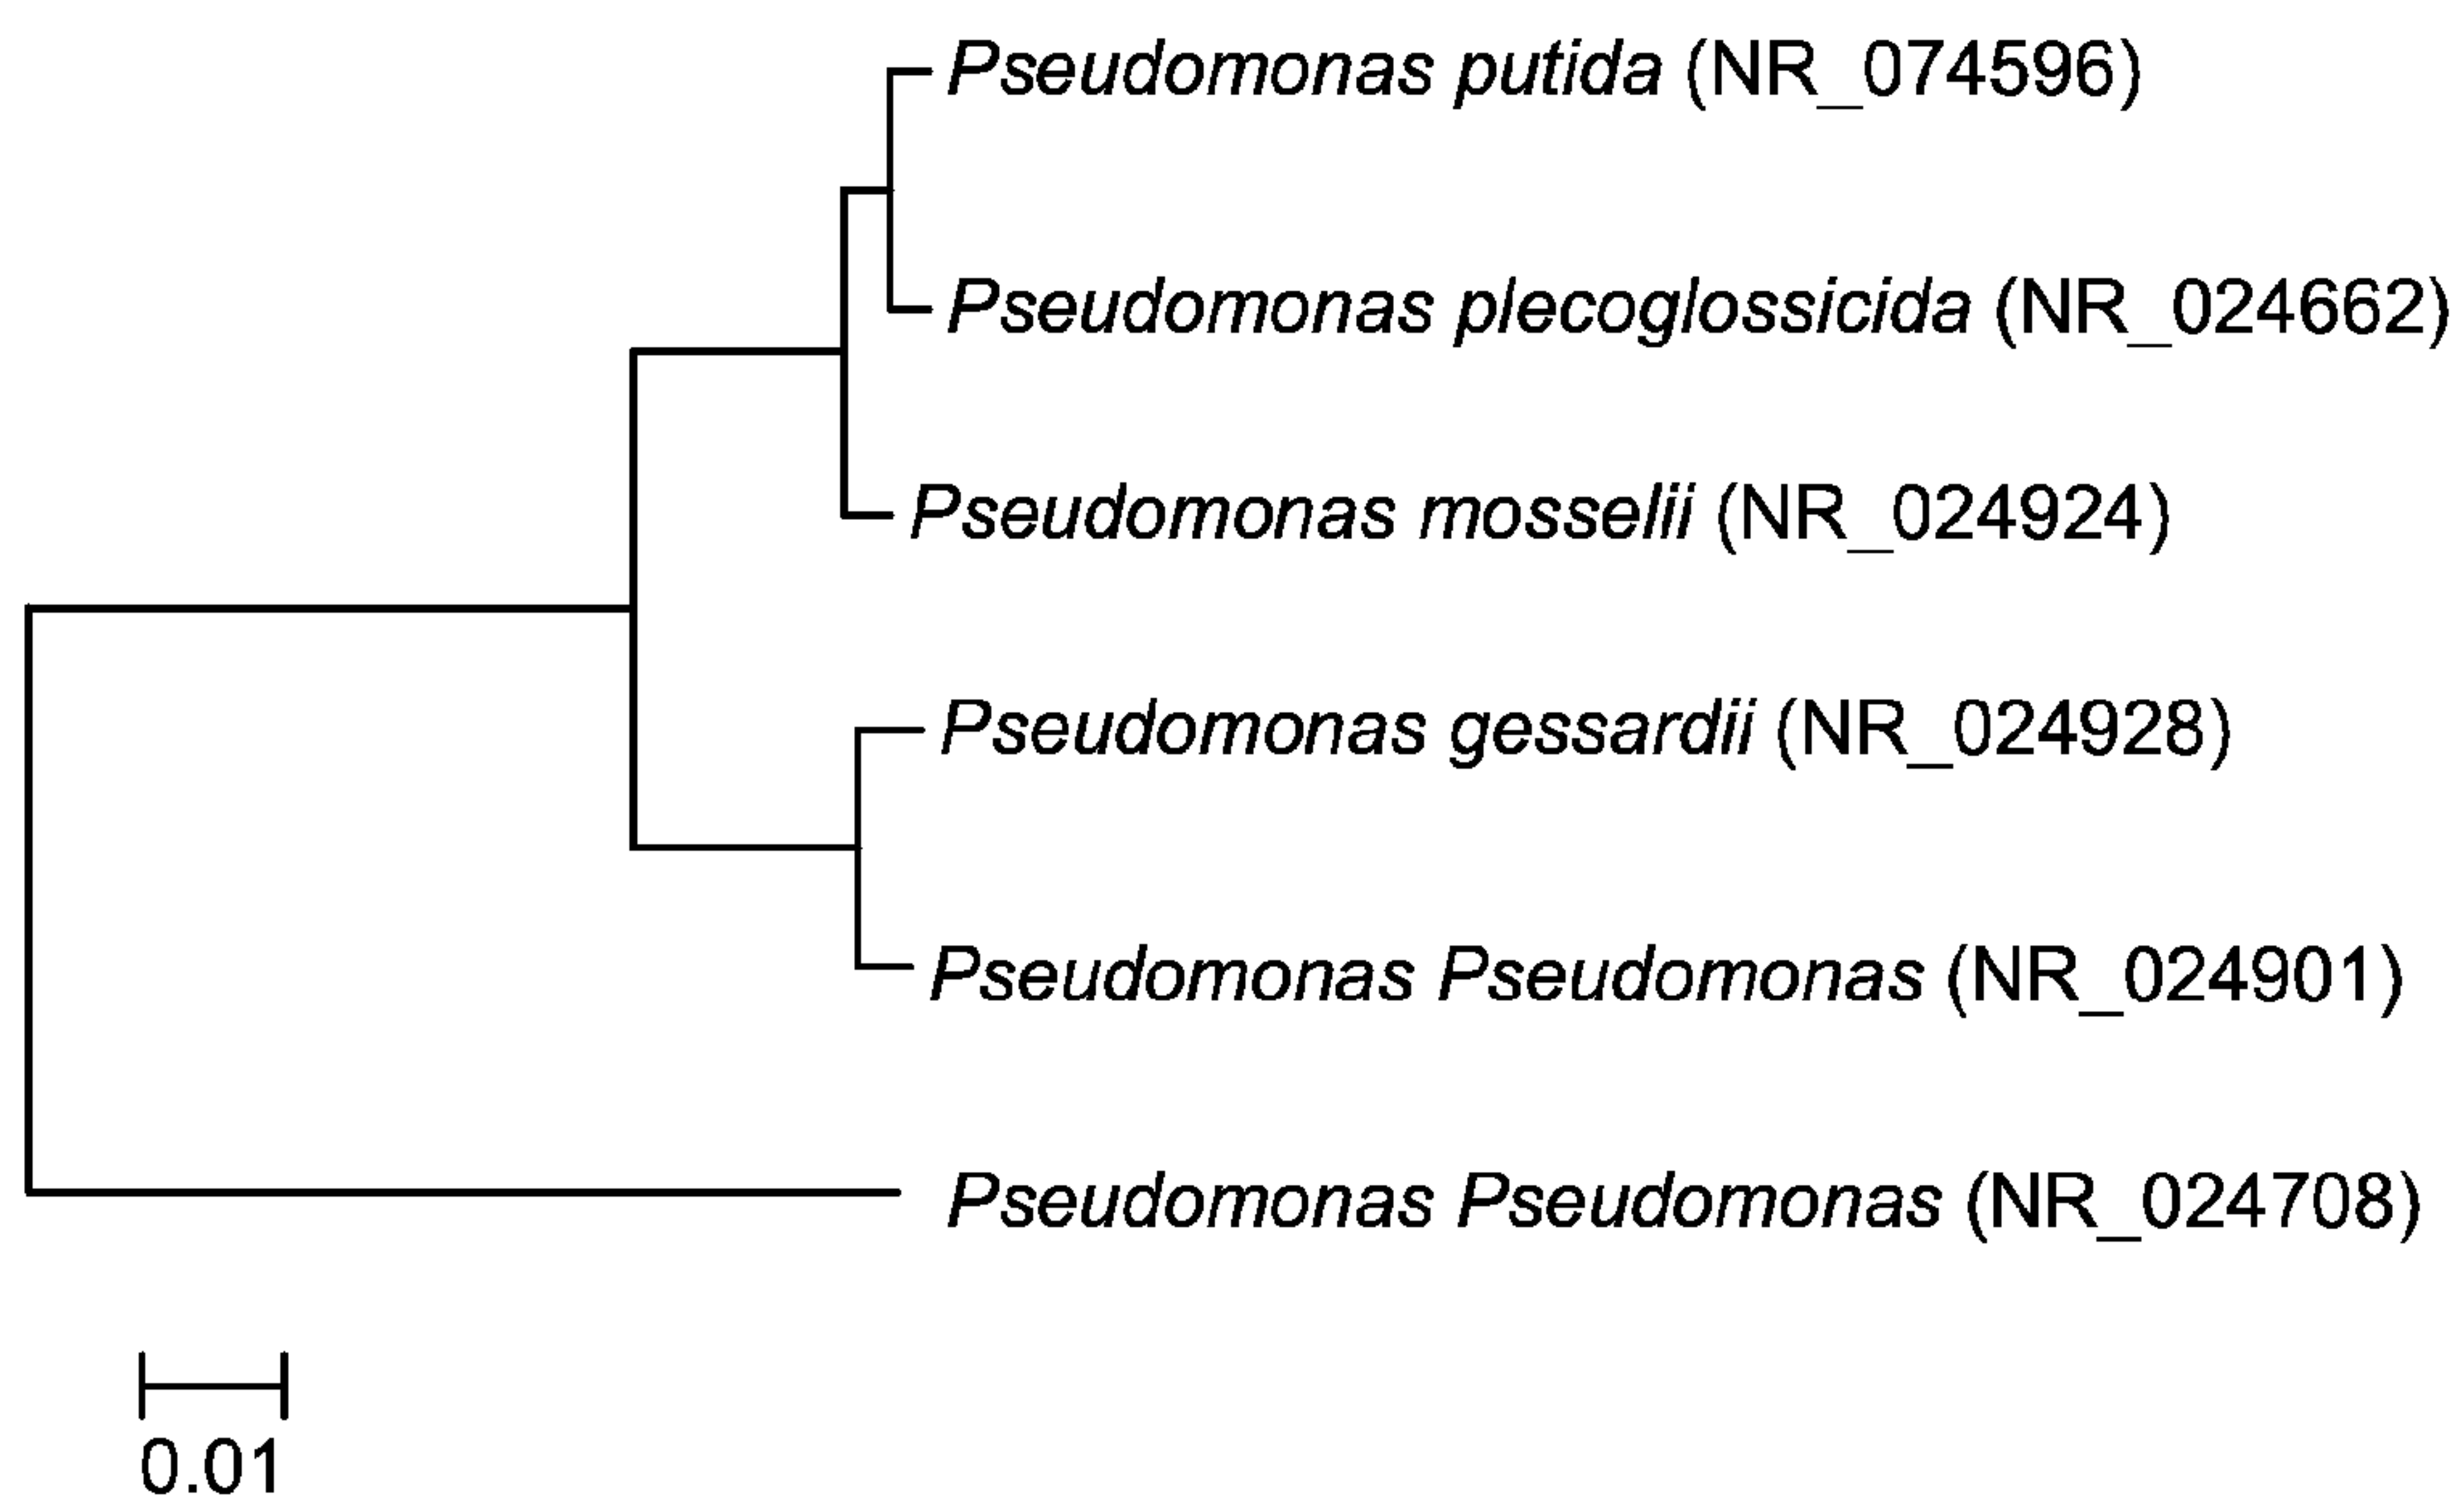 Pseudomonas putida (NR_074596)
Pseudomonas plecoglossicida (NR_024662)
Pseudomonas mosselii (NR_024924)
Pseudomonas gessardii (NR_024928)
Pseudomonas Pseudomonas (NR_024901)
Pseudomonas Pseudomonas (NR_024708)
0.01